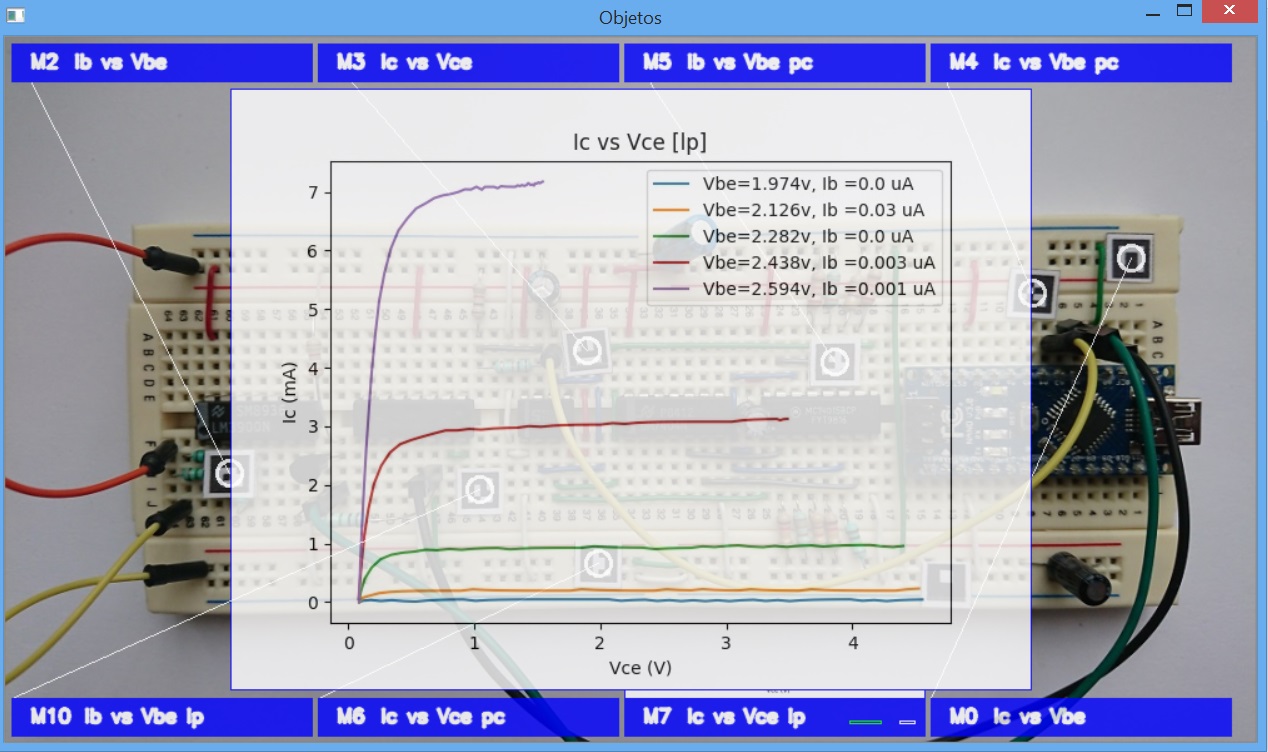 Objetos
M2 Ib vs Vbe
M3 Ic vs Vce
M5 Ib vs Vbe pc
M4 Ic vs Vbe pc
Ic vs Vce [lp]
Vbe=1.974v, Ib =0.0 uA
Vbe=2.126v, Ib =0.03 uA
Vbe=2.282v, Ib =0.0 uA
Vbe=2.438v, Ib =0.003 uA
Vbe=2.594v, Ib =0.001 uA
7
6
5
4
3
2
1
0
Ic (mA)
0 1 2 3 4
Vce (V)
A
B
C
D
E
F
I
J
A
B
C
M10 Ib vs Vbe lp
M6 Ic vs Vce pc
M7 Ic vs Vce lp
M0 Ic vs Vbe